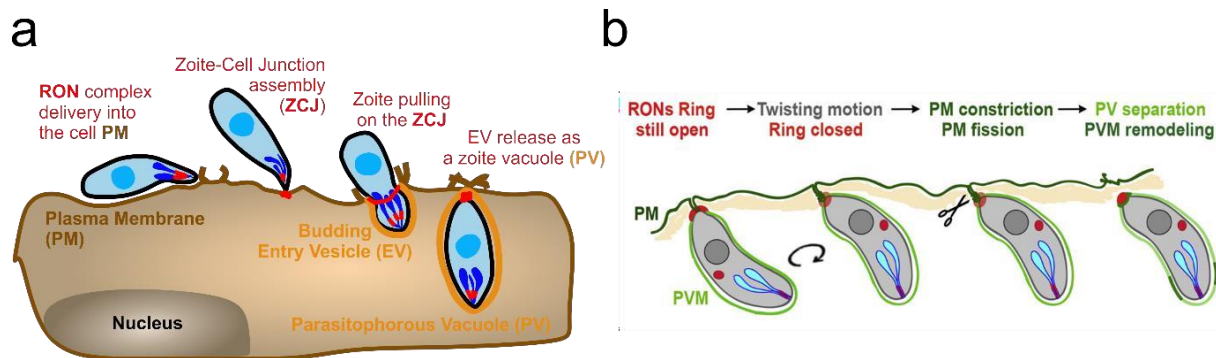 a
RON complex
delivery into
the cell PM
Zoite-Cell Junction
assembly
(ZCJ)
Zoite pulling
on the ZCJ
EV release as
a zoite vacuole (PV)
Plasma Membrane
(PM)
Budding
Entry Vesicle (EV)
Nucleus
Parasitophorous Vacuole (PV)
b
RONs Ring
still open
Twisting motion
Ring closed
PM constriction
PM fission
PV separation
PVM remodeling
PM
PVM